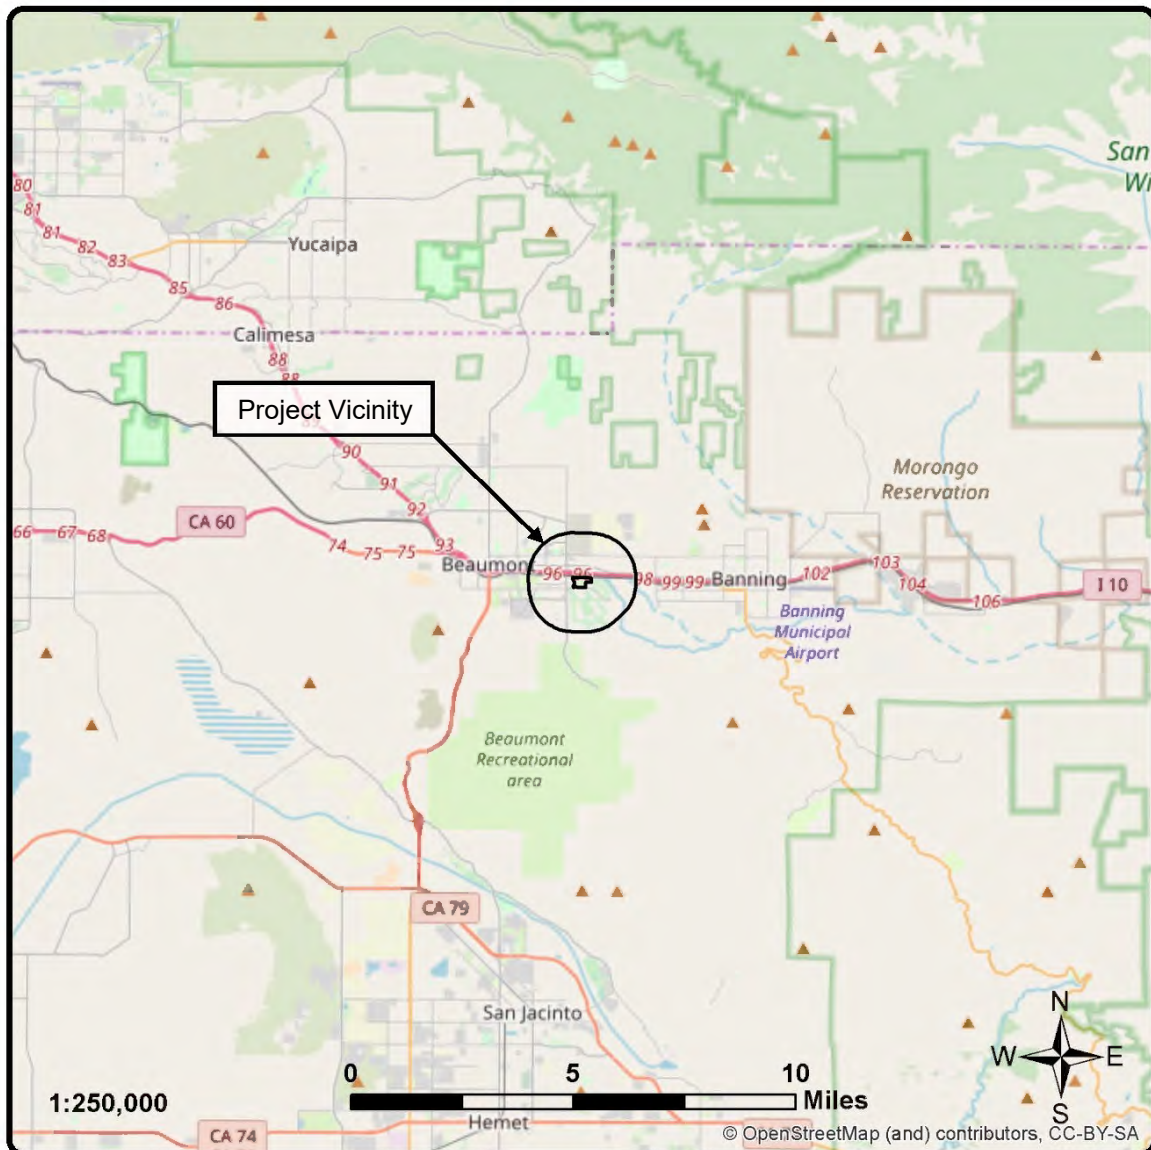 San
Wi
80
81
81
82
83
Yucaipa
85
86
Calimesa
88
88
Project Vicinity
90
91
92
93
Morongo
Reservation
CA 60
66
67
68
74
75
75
Beaumont
96
96
98
99
99
Banning
102
103
104
106
I 10
Banning
Municipal
Airport
Beaumont
Recreational
area
CA 79
San Jacinto
N
W
E
S
0
5
10
Miles
1:250,000
Hemet
CA 74
© OpenStreetMap (and) contributors, CC-BY-SA